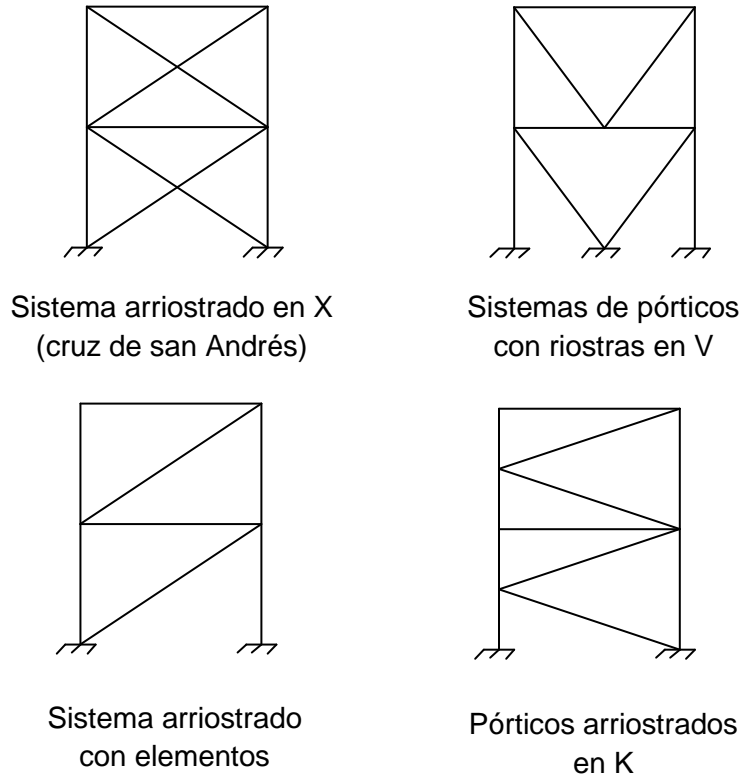 Sistema arriostrado en X
(cruz de san Andrés)
Sistemas de pórticos
con riostras en V
Sistema arriostrado
con elementos
Pórticos arriostrados
en K